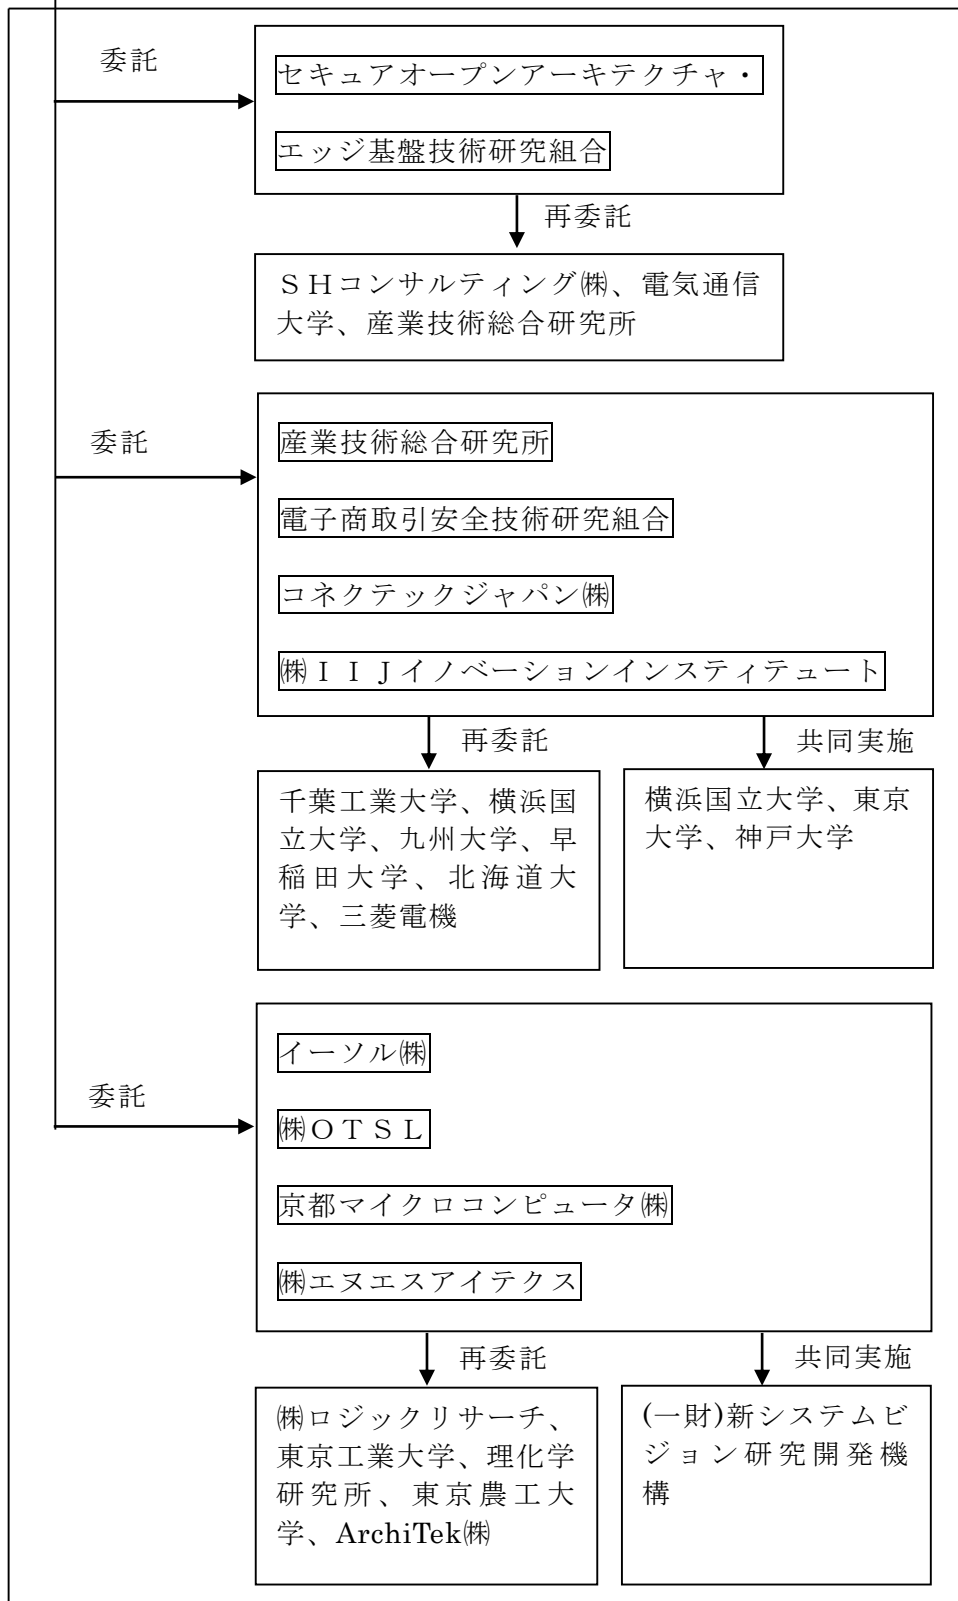 委託
セキュアオープンアーキテクチャ・
エッジ基盤技術研究組合
再委託
ＳＨコンサルティング㈱、電気通信
大学、産業技術総合研究所
委託
産業技術総合研究所
電子商取引安全技術研究組合
コネクテックジャパン㈱
㈱ＩＩＪイノベーションインスティテュート
再委託
共同実施
千葉工業大学、横浜国
立大学、九州大学、早
稲田大学、北海道大
学、三菱電機
横浜国立大学、東京
大学、神戸大学
委託
イーソル㈱
㈱ＯＴＳＬ
京都マイクロコンピュータ㈱
㈱エヌエスアイテクス
再委託
共同実施
㈱ロジックリサーチ、
東京工業大学、理化学
研究所、東京農工大
学、ArchiTek㈱
(一財)新システムビ
ジョン研究開発機
構